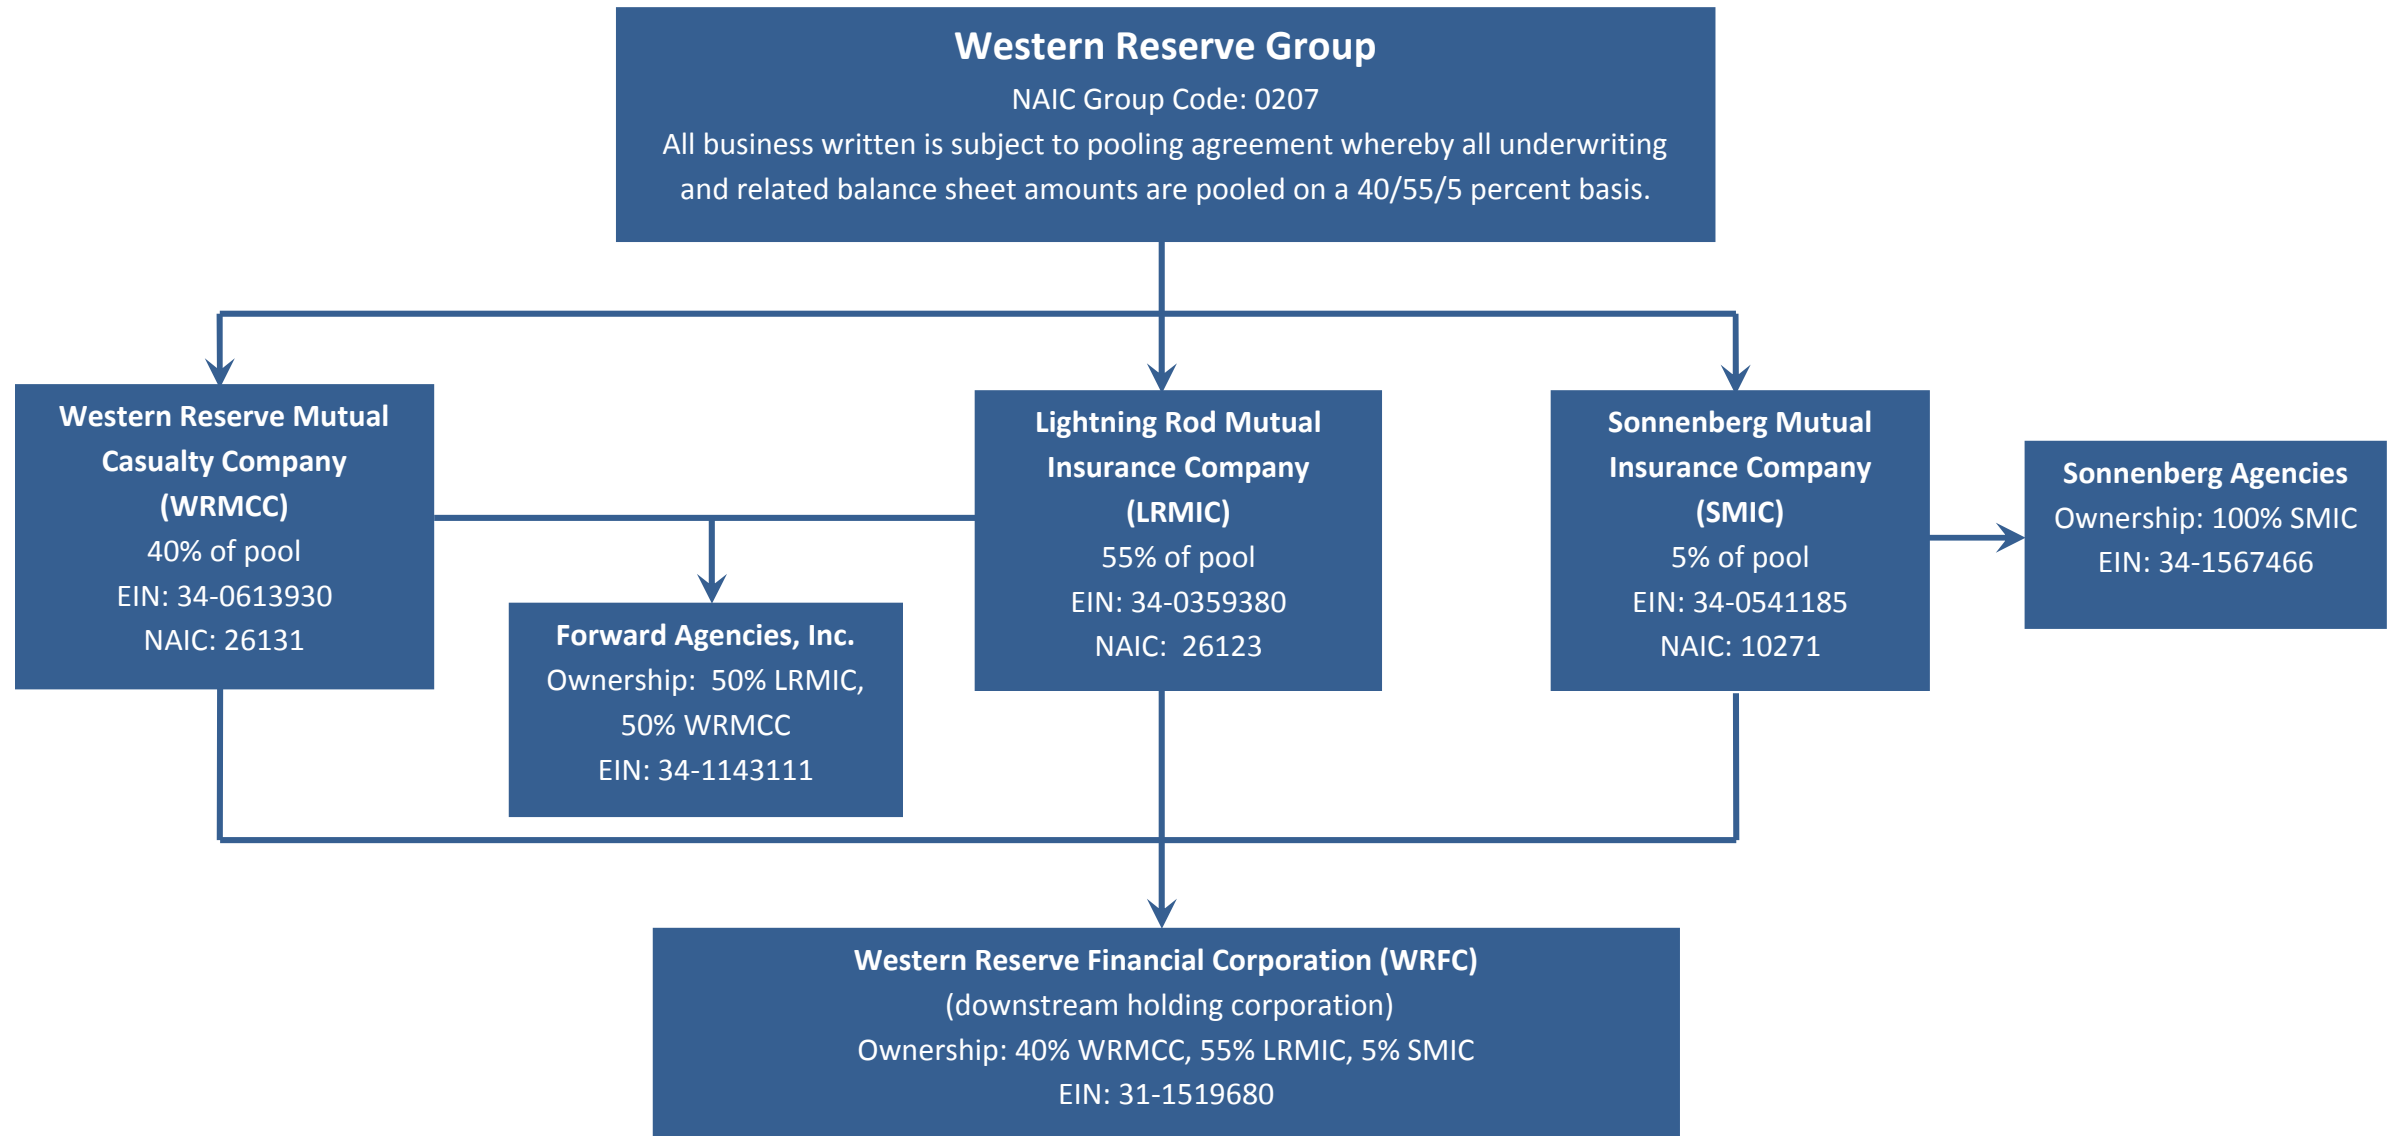 Western Reserve Group
NAIC Group Code: 0207
All business written is subject to pooling agreement whereby all underwriting
and related balance sheet amounts are pooled on a 40/55/5 percent basis.
Western Reserve Mutual
Casualty Company
(WRMCC)
40% of pool
EIN: 34-0613930
NAIC: 26131
Forward Agencies, Inc.
Ownership:  50% LRMIC,
50% WRMCC
EIN: 34-1143111
Lightning Rod Mutual
Insurance Company
(LRMIC)
55% of pool
EIN: 34-0359380
NAIC:  26123
Sonnenberg Mutual
Insurance Company
(SMIC)
5% of pool
EIN: 34-0541185
NAIC: 10271
Sonnenberg Agencies
Ownership: 100% SMIC
EIN: 34-1567466
Western Reserve Financial Corporation (WRFC)
(downstream holding corporation)
Ownership: 40% WRMCC, 55% LRMIC, 5% SMIC
EIN: 31-1519680